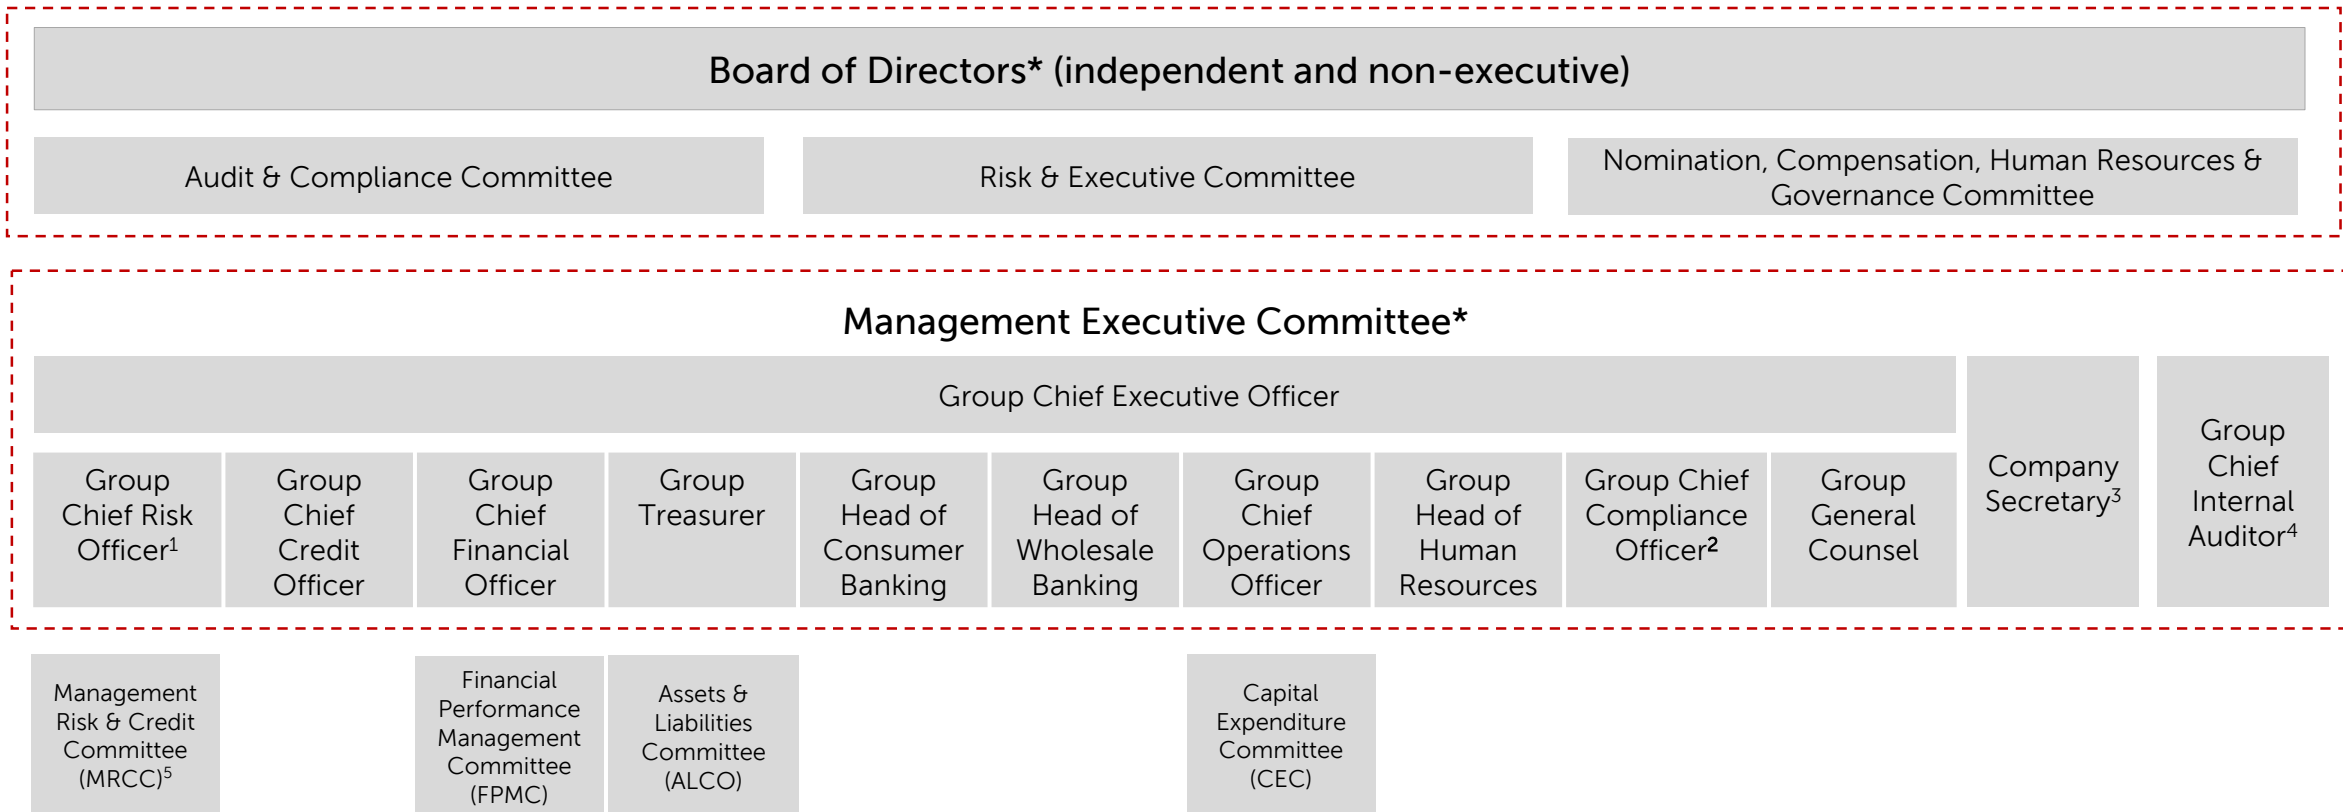 Board of Directors* (independent and non-executive)
Audit & Compliance Committee
Risk & Executive Committee
Nomination, Compensation, Human Resources &
Governance Committee
Management Executive Committee*
Group Chief Executive Officer
Group
Chief Risk
Officer¹
Group
Chief
Credit
Officer
Group
Chief
Financial
Officer
Group
Treasurer
Group
Head of
Consumer
Banking
Group
Head of
Wholesale
Banking
Group
Chief
Operations
Officer
Group
Head of
Human
Resources
Group Chief
Compliance
Officer²
Group
General
Counsel
Company
Secretary³
Group
Chief
Internal
Auditor⁴
Management
Risk & Credit
Committee
(MRCC)⁵
Financial
Performance
Management
Committee
(FPMC)
Assets &
Liabilities
Committee
(ALCO)
Capital
Expenditure
Committee
(CEC)